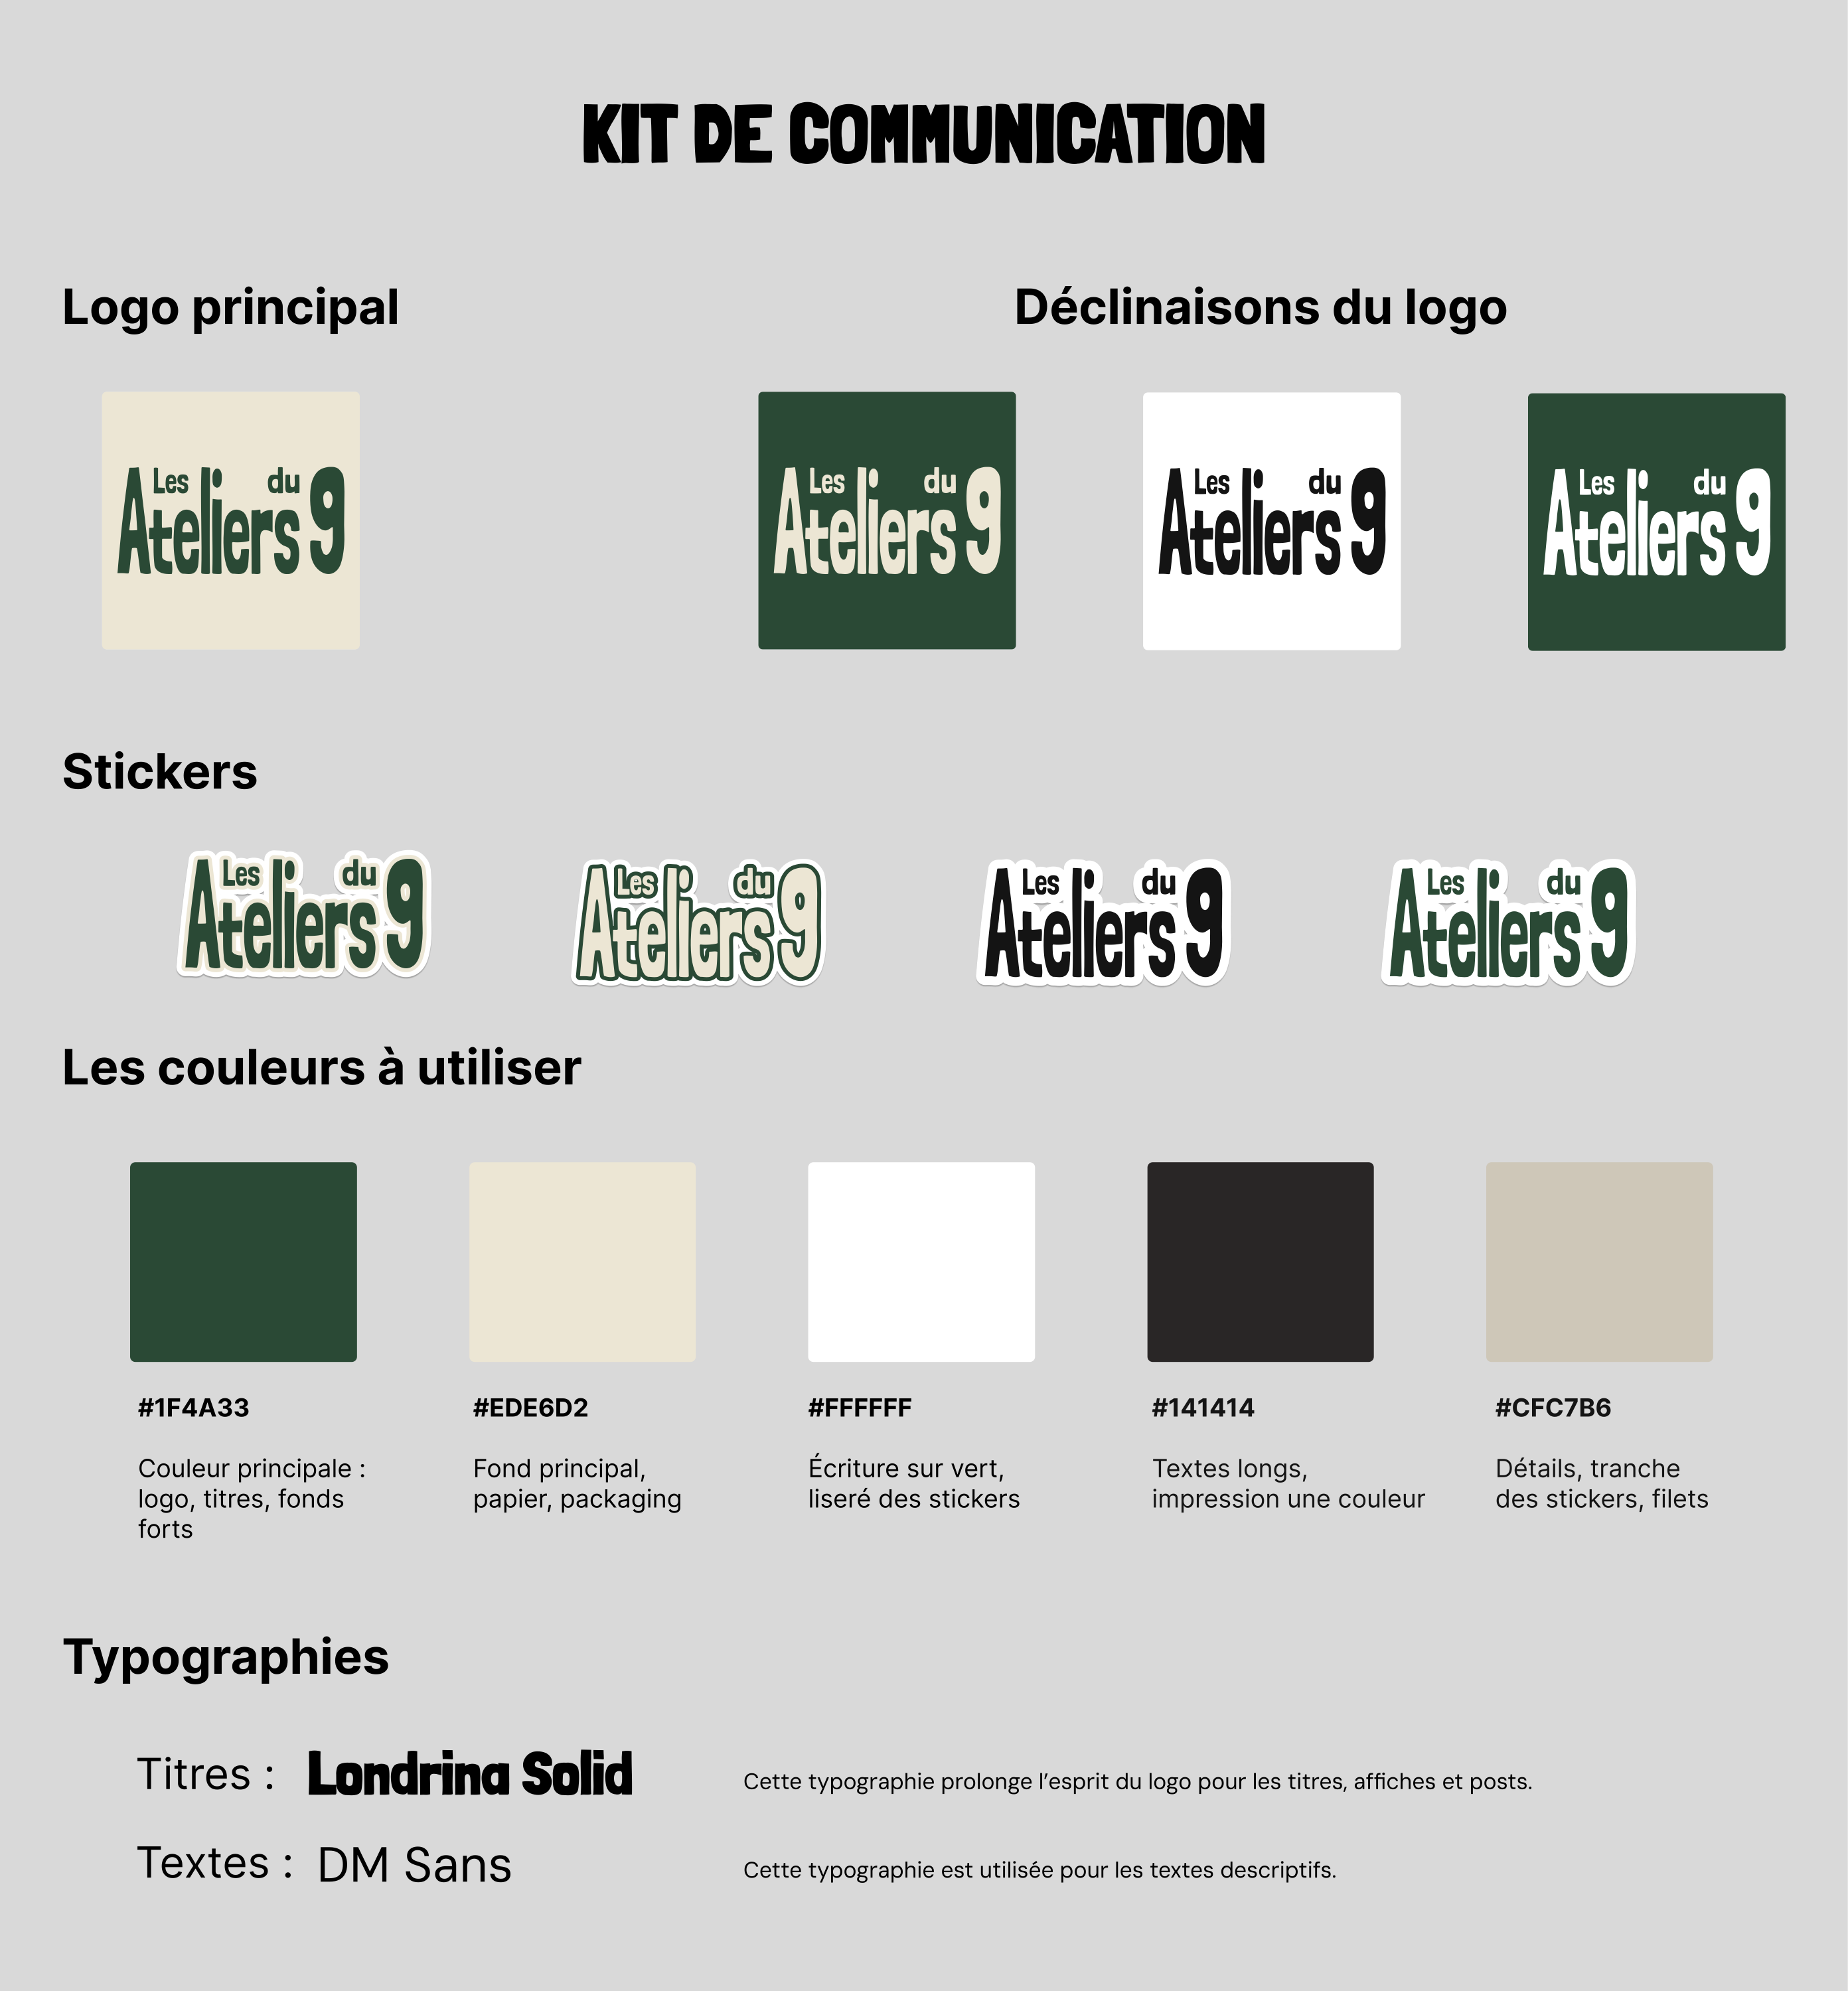 KIT DE COMMUNICATION
Logo principal
Déclinaisons du logo
Les Ateliers du 9
Les Ateliers du 9
Les Ateliers du 9
Les Ateliers du 9
Stickers
Les Ateliers du 9
Les Ateliers du 9
Les Ateliers du 9
Les Ateliers du 9
Les couleurs à utiliser
#1F4A33
Couleur principale :
logo, titres, fonds
forts
#EDE6D2
Fond principal,
papier, packaging
#FFFFFF
Écriture sur vert,
liseré des stickers
#141414
Textes longs,
impression une couleur
#CFC7B6
Détails, tranche
des stickers, filets
Typographies
Titres : Londrina Solid
Cette typographie prolonge l’esprit du logo pour les titres, affiches et posts.
Textes : DM Sans
Cette typographie est utilisée pour les textes descriptifs.